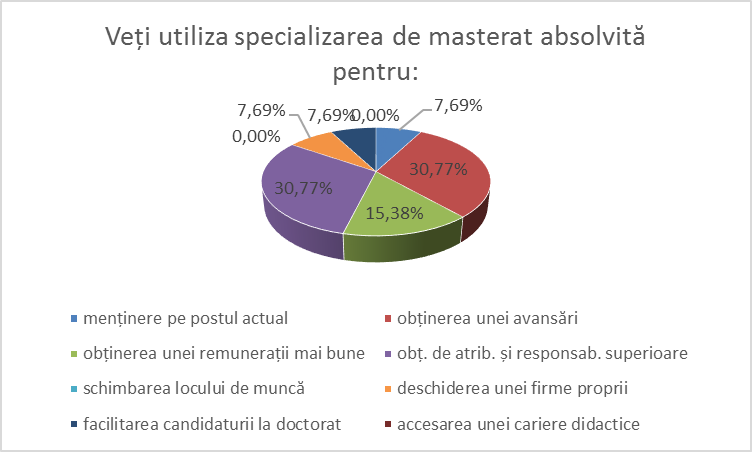 Veți utiliza specializarea de masterat absolvită
pentru:
7,69% 7,69% 0,00% 7,69%
0,00%
30,77%
30,77%
15,38%
menținere pe postul actual
obținerea unei avansări
obținerea unei remunerații mai bune
obț. de atrib. și responsab. superioare
schimbarea locului de muncă
deschiderea unei firme proprii
facilitarea candidaturii la doctorat
accesarea unei cariere didactice